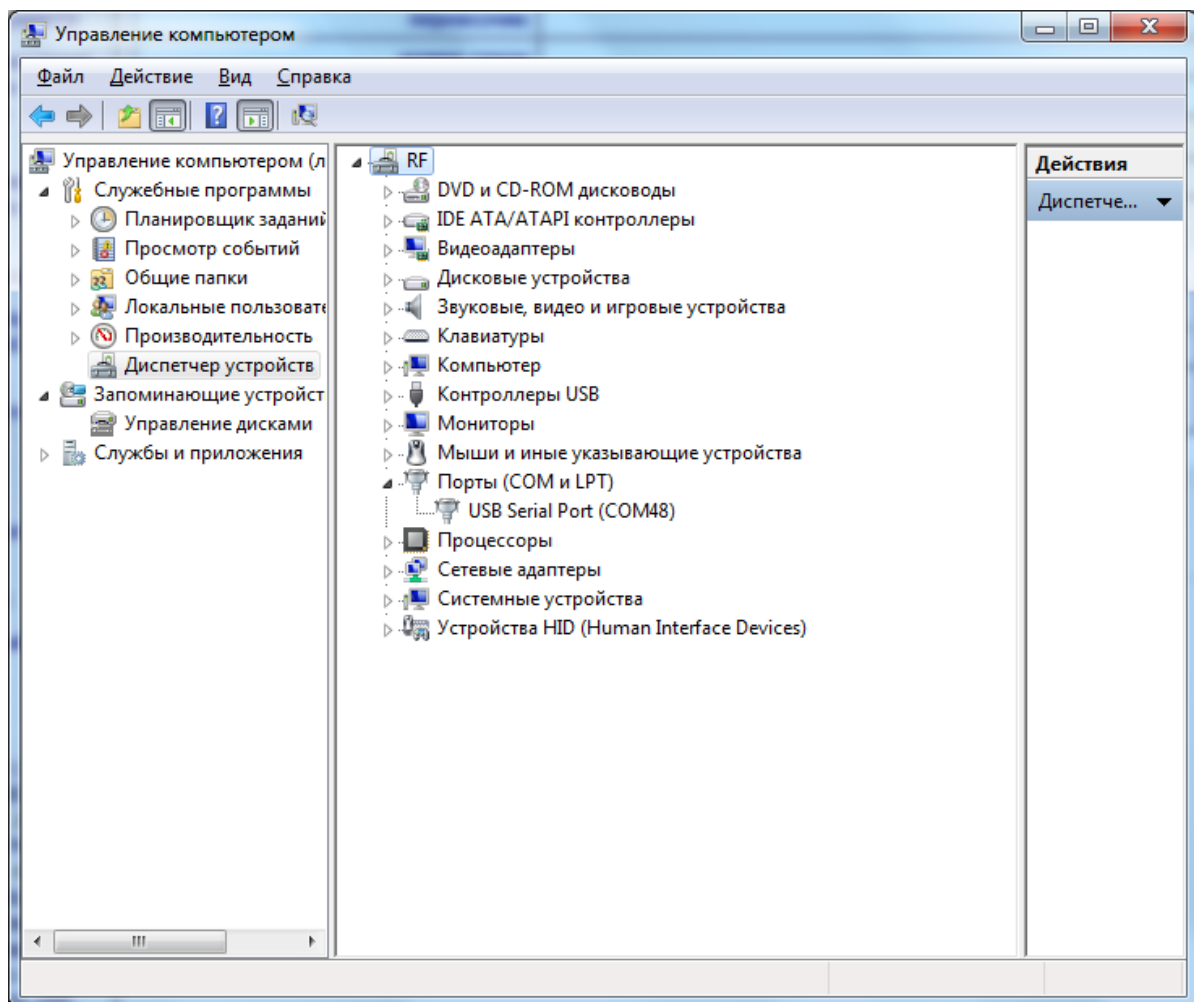 Управление компьютером
Файл Действие Вид Справка
Управление компьютером (л
Служебные программы
Планировщик заданий
Просмотр событий
Общие папки
Локальные пользовате
Производительность
Диспетчер устройств
Запоминающие устройст
Управление дисками
Службы и приложения
RF
DVD и CD-ROM дисководы
IDE ATA/ATAPI контроллеры
Видеоадаптеры
Дисковые устройства
Звуковые, видео и игровые устройства
Клавиатуры
Компьютер
Контроллеры USB
Мониторы
Мыши и иные указывающие устройства
Порты (COM и LPT)
USB Serial Port (COM48)
Процессоры
Сетевые адаптеры
Системные устройства
Устройства HID (Human Interface Devices)
Действия
Диспетче...